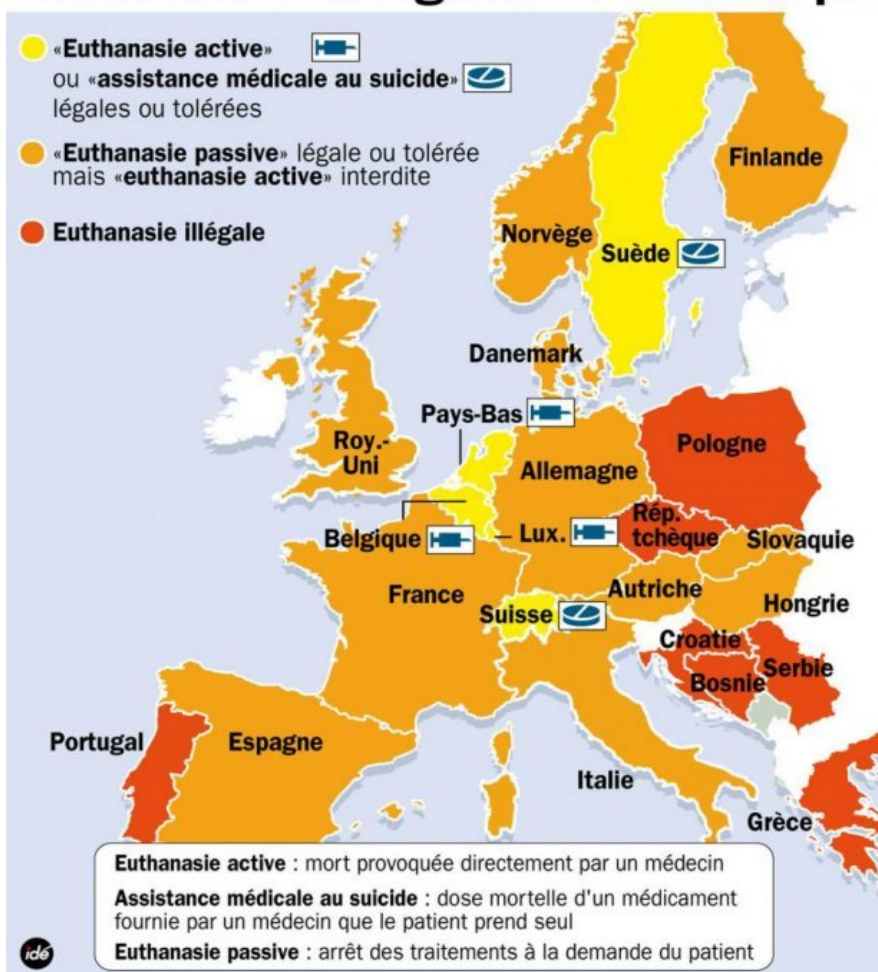 «Euthanasie active»
ou «assistance médicale au suicide»
légales ou tolérées
«Euthanasie passive» légale ou tolérée
mais «euthanasie active» interdite
Euthanasie illégale
Finlande
Norvège
Suède
Danemark
Pays-Bas
Roy.-
Uni
Allemagne
Pologne
Belgique
Lux.
Rép.
tchèque
Slovaquie
France
Suisse
Autriche
Hongrie
Croatie
Bosnie
Serbie
Portugal
Espagne
Italie
Grèce
Euthanasie active : mort provoquée directement par un médecin
Assistance médicale au suicide : dose mortelle d'un médicament
fournie par un médecin que le patient prend seul
Euthanasie passive : arrêt des traitements à la demande du patient
idé